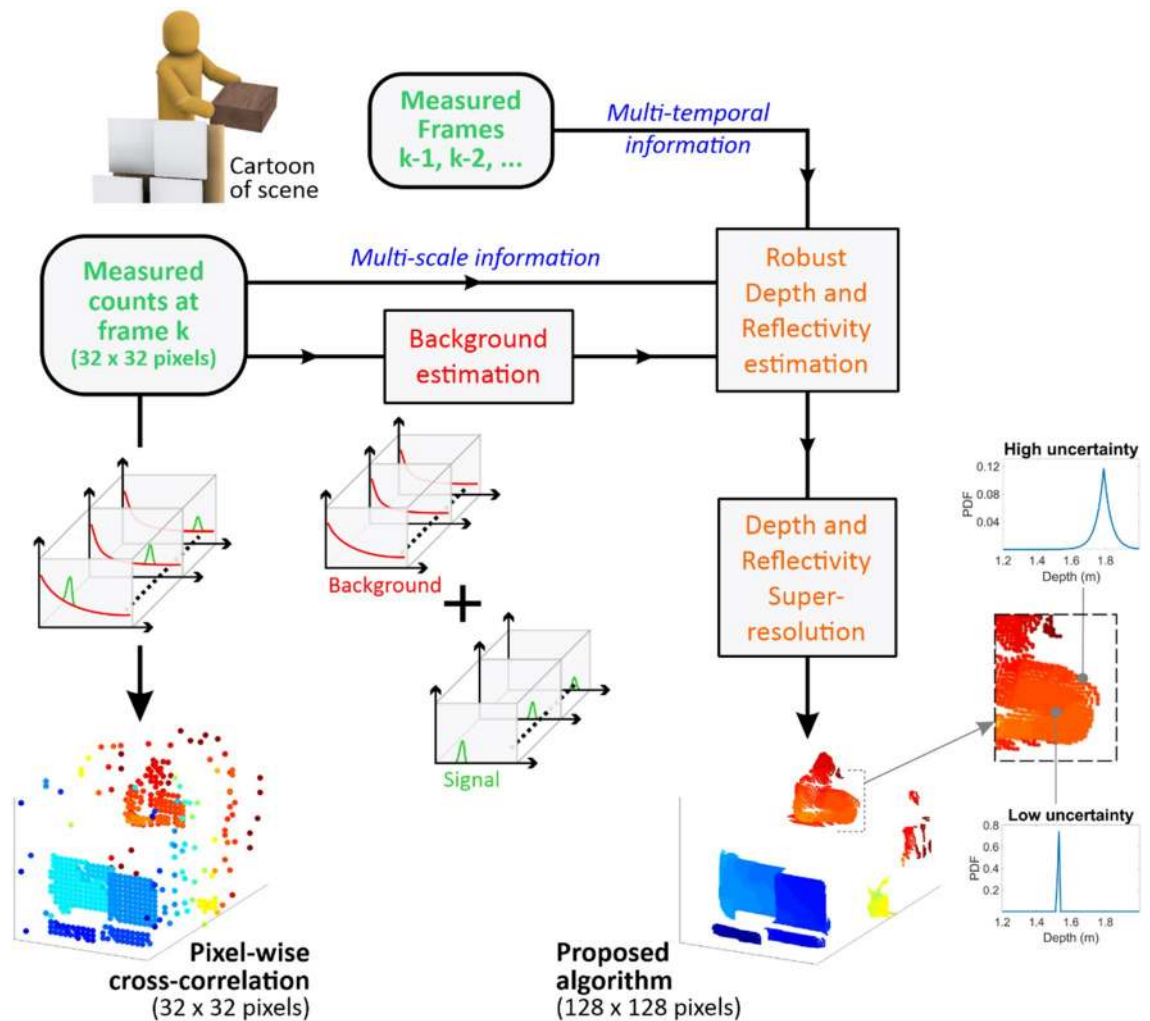 Cartoon
of scene
Measured
Frames
k-1, k-2, ...
Multi-temporal
information
Measured
counts at
frame k
(32 x 32 pixels)
Multi-scale information
Background
estimation
Robust
Depth and
Reflectivity
estimation
Background
+
Signal
Depth and
Reflectivity
Super-
resolution
High uncertainty
PDF
0.12
0.08
0.04
1.2 1.4 1.6 1.8
Depth (m)
Low uncertainty
PDF
0.8
0.6
0.4
0.2
1.2 1.4 1.6 1.8
Depth (m)
Pixel-wise
cross-correlation
(32 x 32 pixels)
Proposed
algorithm
(128 x 128 pixels)